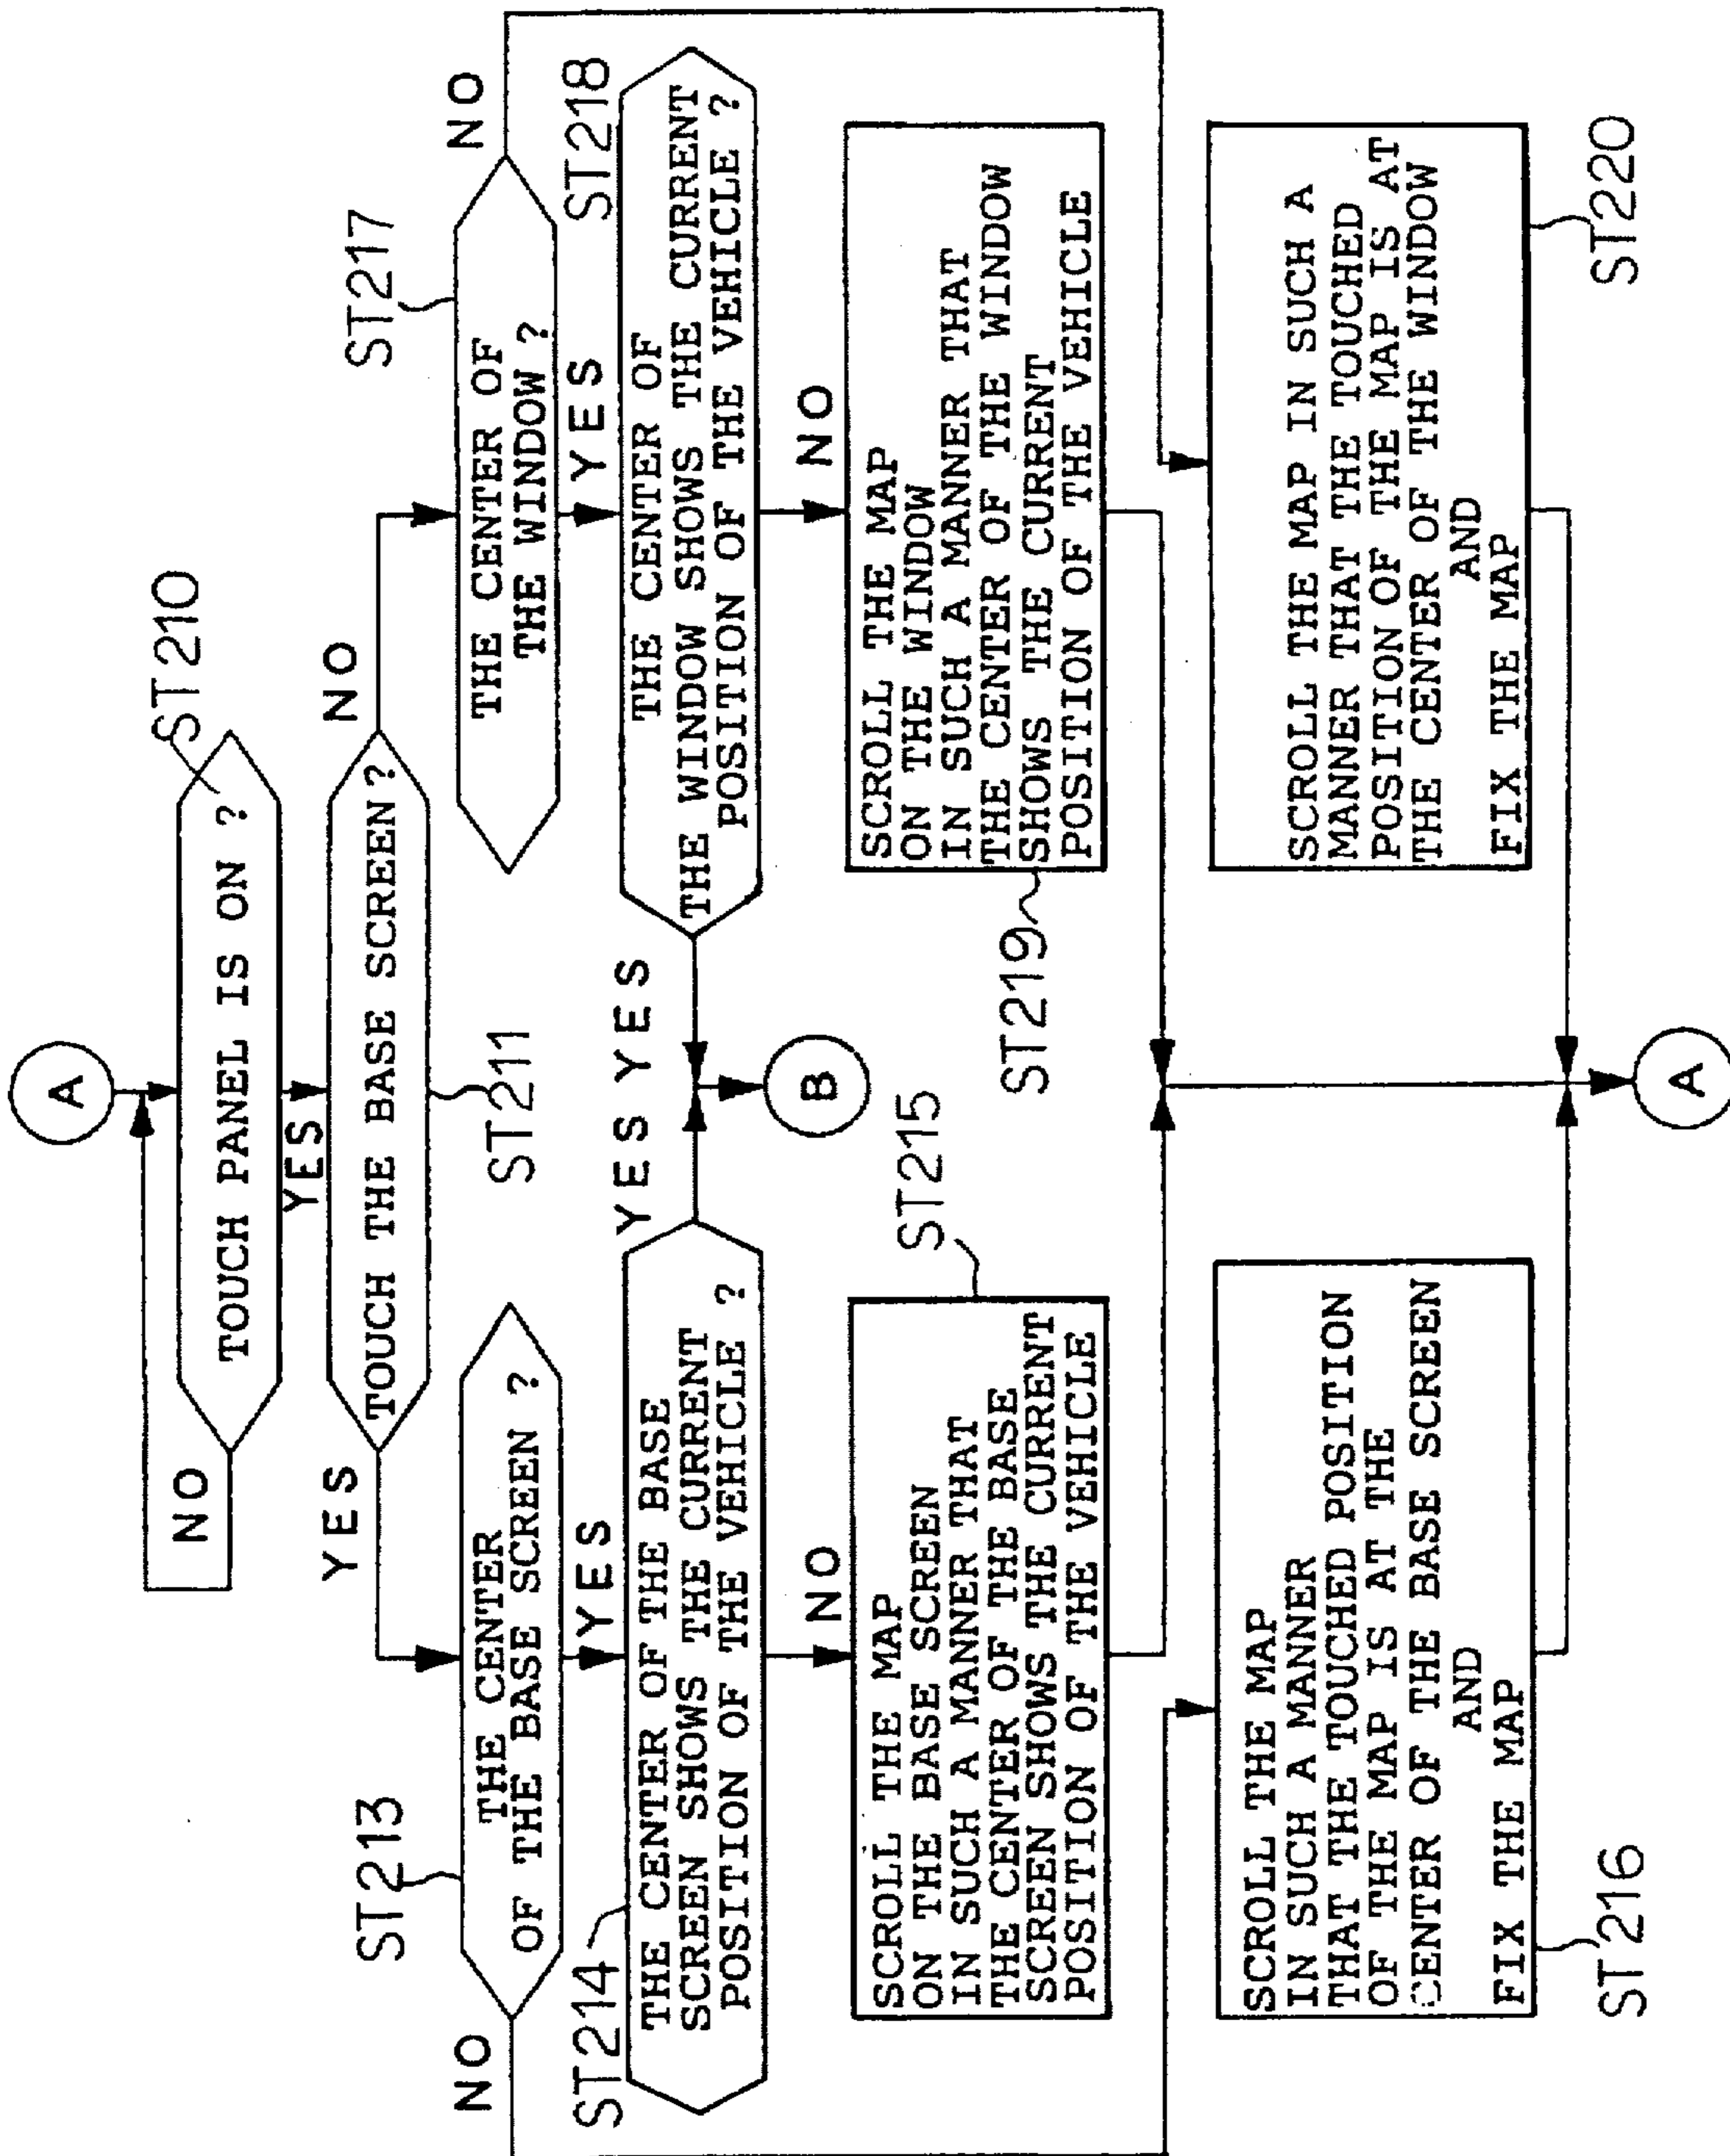 A
TOUCH PANEL IS ON ?
ST210
NO
YES
TOUCH THE BASE SCREEN ?
ST211
YES
NO
ST213
THE CENTER
OF THE BASE SCREEN ?
NO
YES
ST217
THE CENTER OF
THE WINDOW ?
NO
YES
ST214
THE CENTER OF THE BASE
SCREEN SHOWS THE CURRENT
POSITION OF THE VEHICLE ?
YES
NO
ST218
THE CENTER OF
THE WINDOW SHOWS THE CURRENT
POSITION OF THE VEHICLE ?
YES
NO
B
ST215
SCROLL THE MAP
ON THE BASE SCREEN
IN SUCH A MANNER THAT
THE CENTER OF THE BASE
SCREEN SHOWS THE CURRENT
POSITION OF THE VEHICLE
ST219
SCROLL THE MAP
ON THE WINDOW
IN SUCH A MANNER THAT
THE CENTER OF THE WINDOW
SHOWS THE CURRENT
POSITION OF THE VEHICLE
SCROLL THE MAP
IN SUCH A MANNER
THAT THE TOUCHED POSITION
OF THE MAP IS AT THE
CENTER OF THE BASE SCREEN
AND
FIX THE MAP
ST216
SCROLL THE MAP IN SUCH A
MANNER THAT THE TOUCHED
POSITION OF THE MAP IS AT
THE CENTER OF THE WINDOW
AND
FIX THE MAP
ST220
A